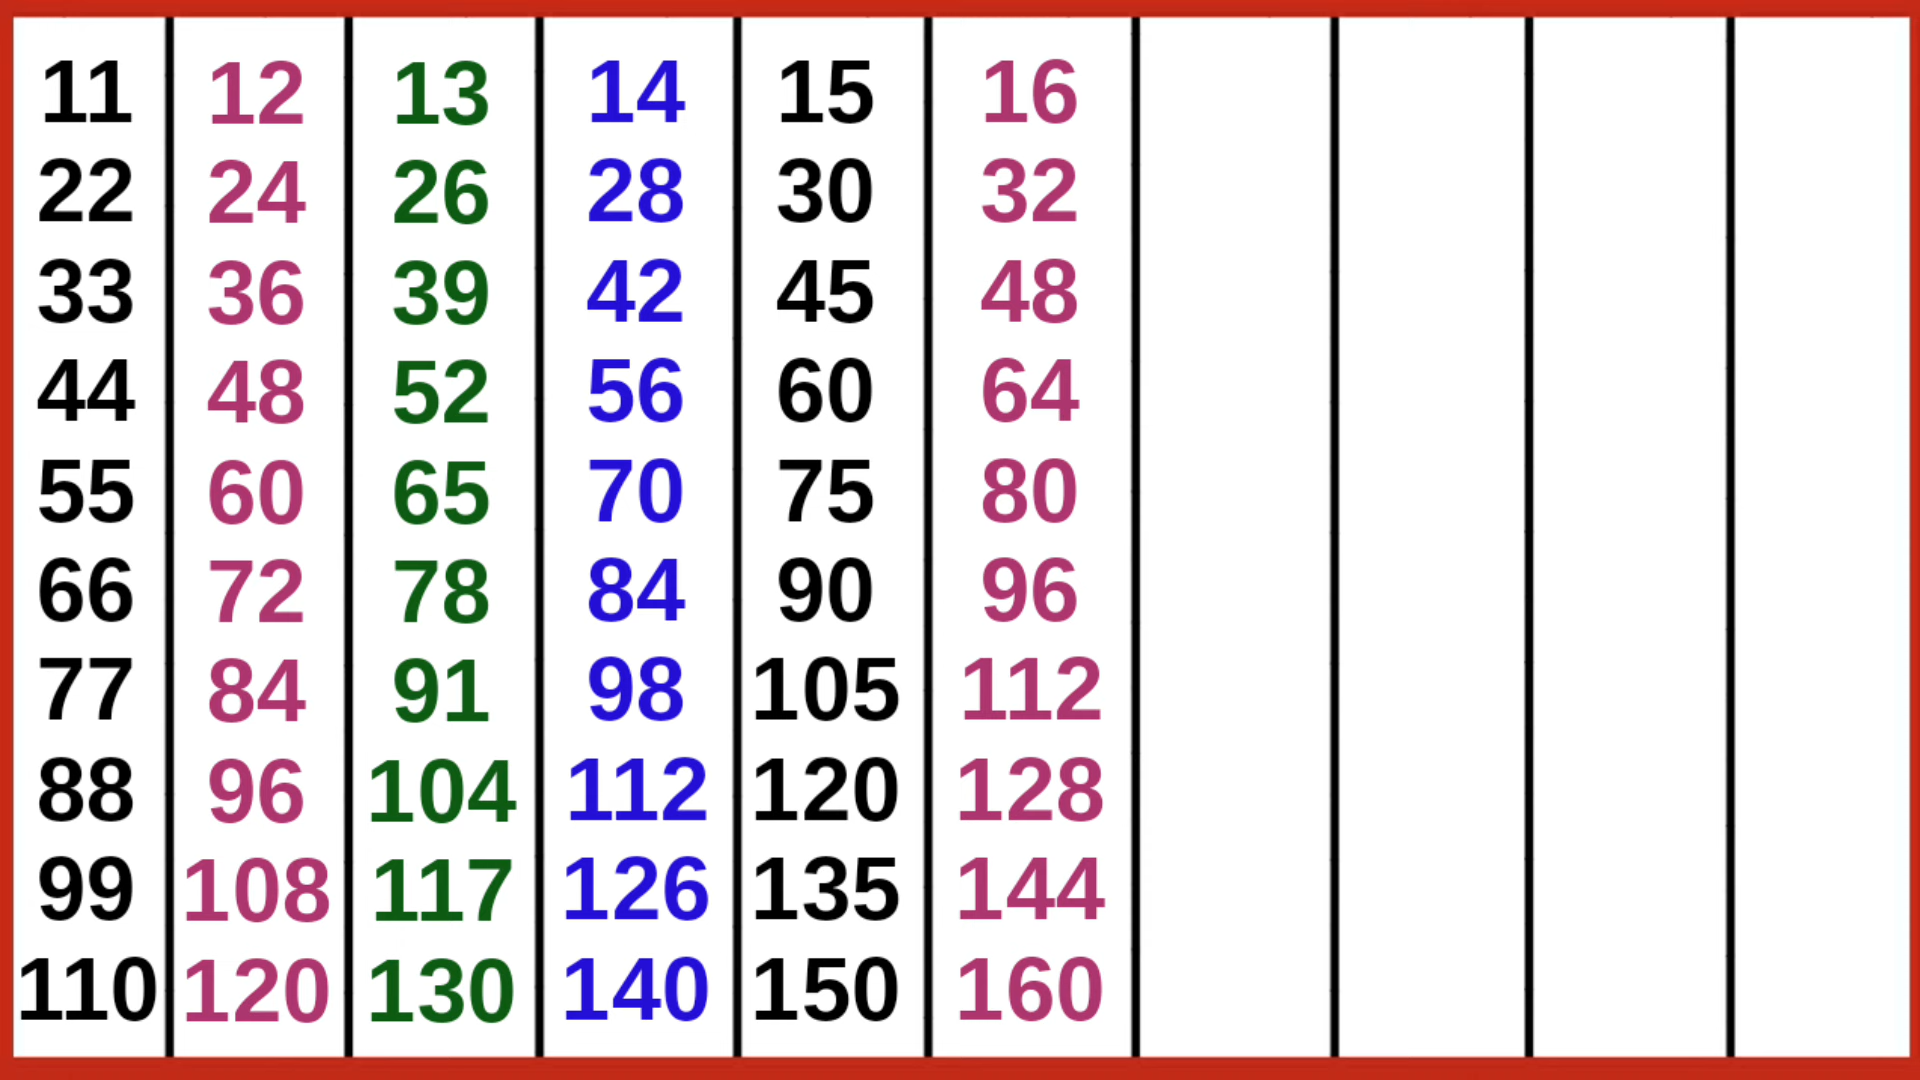 11 12 13 14 15 16
22 24 26 28 30 32
33 36 39 42 45 48
44 48 52 56 60 64
55 60 65 70 75 80
66 72 78 84 90 96
77 84 91 98 105 112
88 96 104 112 120 128
99 108 117 126 135 144
110 120 130 140 150 160